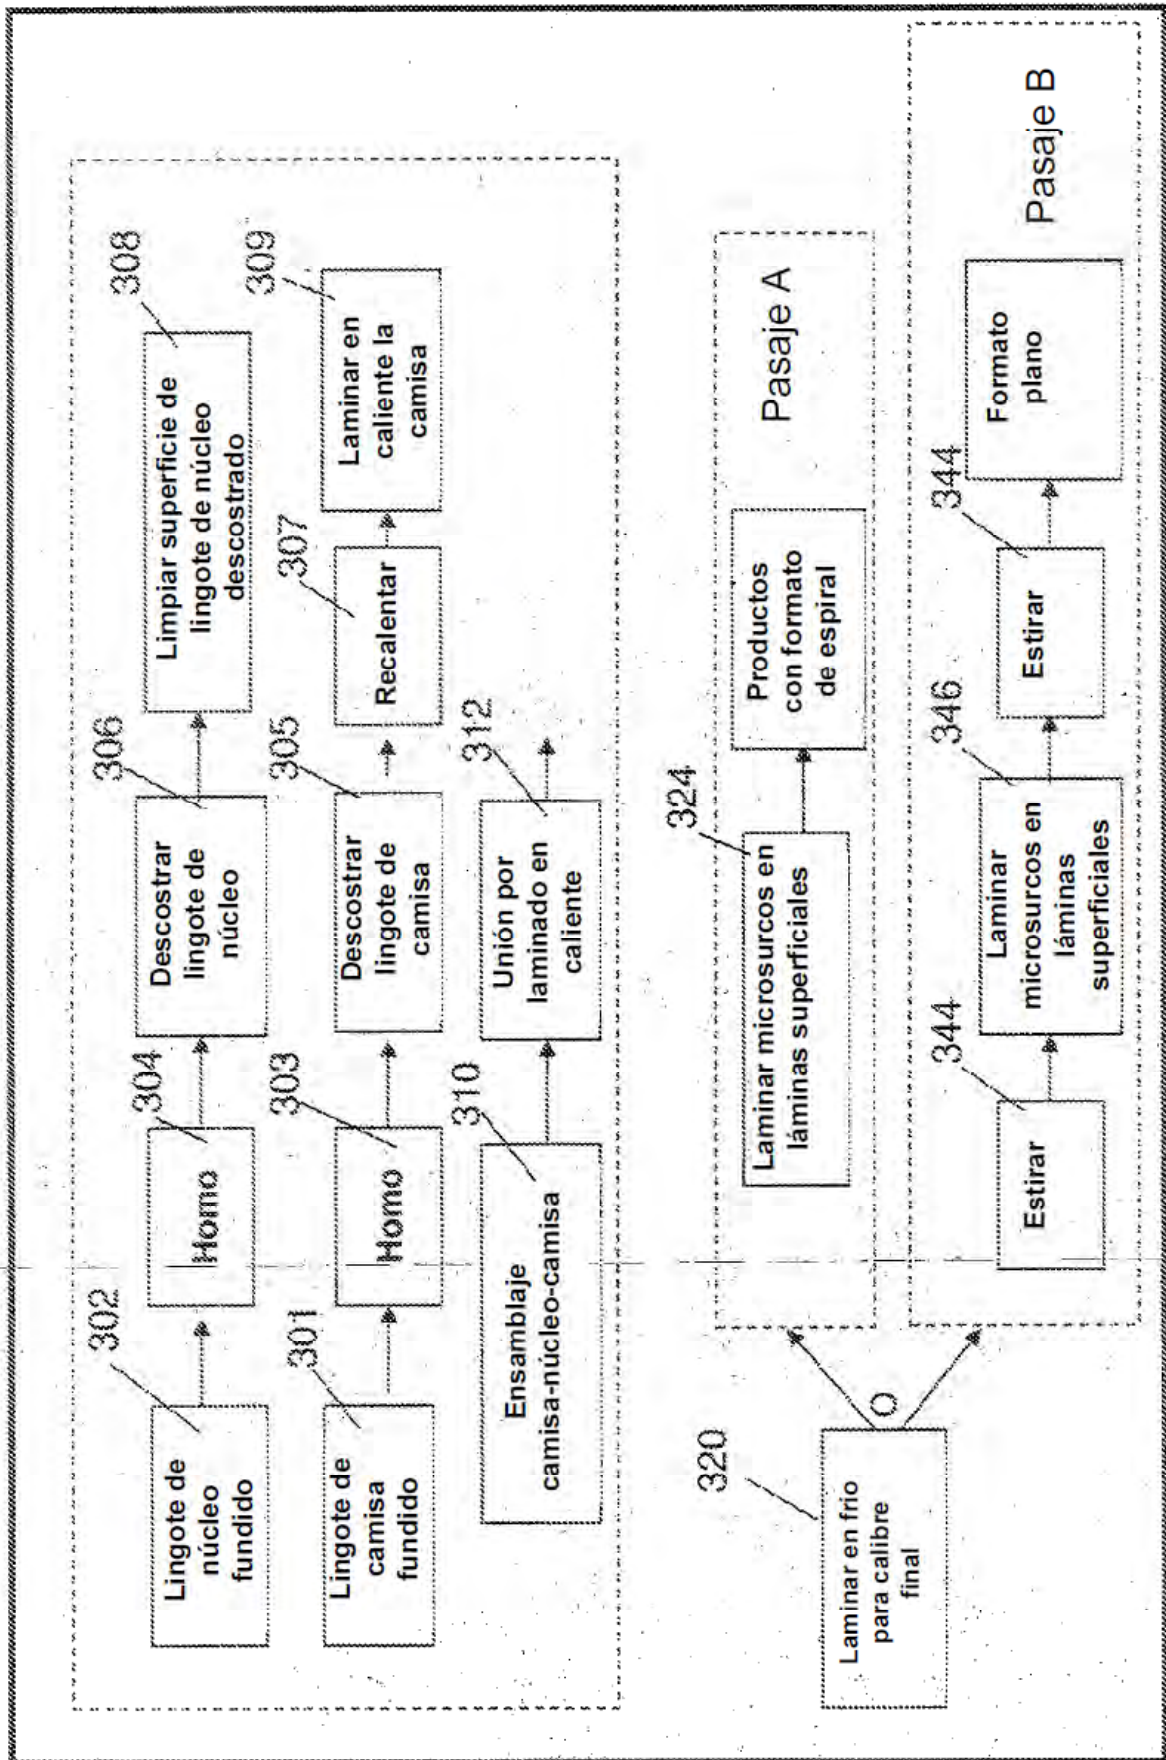 302
Lingote de
núcleo
fundido
304
Homo
306
Descostrar
lingote de
núcleo
308
Limpiar superficie de
lingote de núcleo
descostrado
301
Lingote de
camisa
fundido
303
Homo
305
Descostrar
lingote de
camisa
307
Recalentar
309
Laminar en
caliente la
camisa
310
Ensamblaje
camisa-núcleo-camisa
312
Unión por
laminado en
caliente
320
Laminar en frío
para calibre
final
O
324
Laminar microsurcos en
láminas superficiales
Productos
con formato
de espiral
Pasaje A
344
Estirar
346
Laminar
microsurcos en
láminas
superficiales
344
Estirar
Formato
plano
Pasaje B